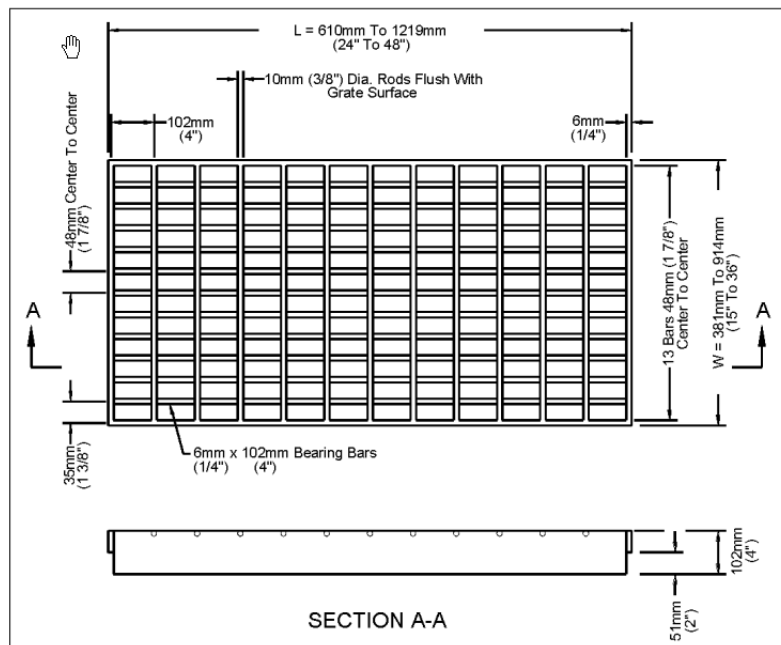 L = 610mm To 1219mm
(24" To 48")
10mm (3/8") Dia. Rods Flush With
Grate Surface
102mm
(4")
6mm
(1/4")
48mm Center To Center
(1 7/8")
13 Bars 48mm (1 7/8")
Center To Center
W = 381mm To 914mm
(15" To 36")
A
A
35mm
(1 3/8")
6mm x 102mm Bearing Bars
(1/4") (4")
102mm
(4")
51mm
(2")
SECTION A-A